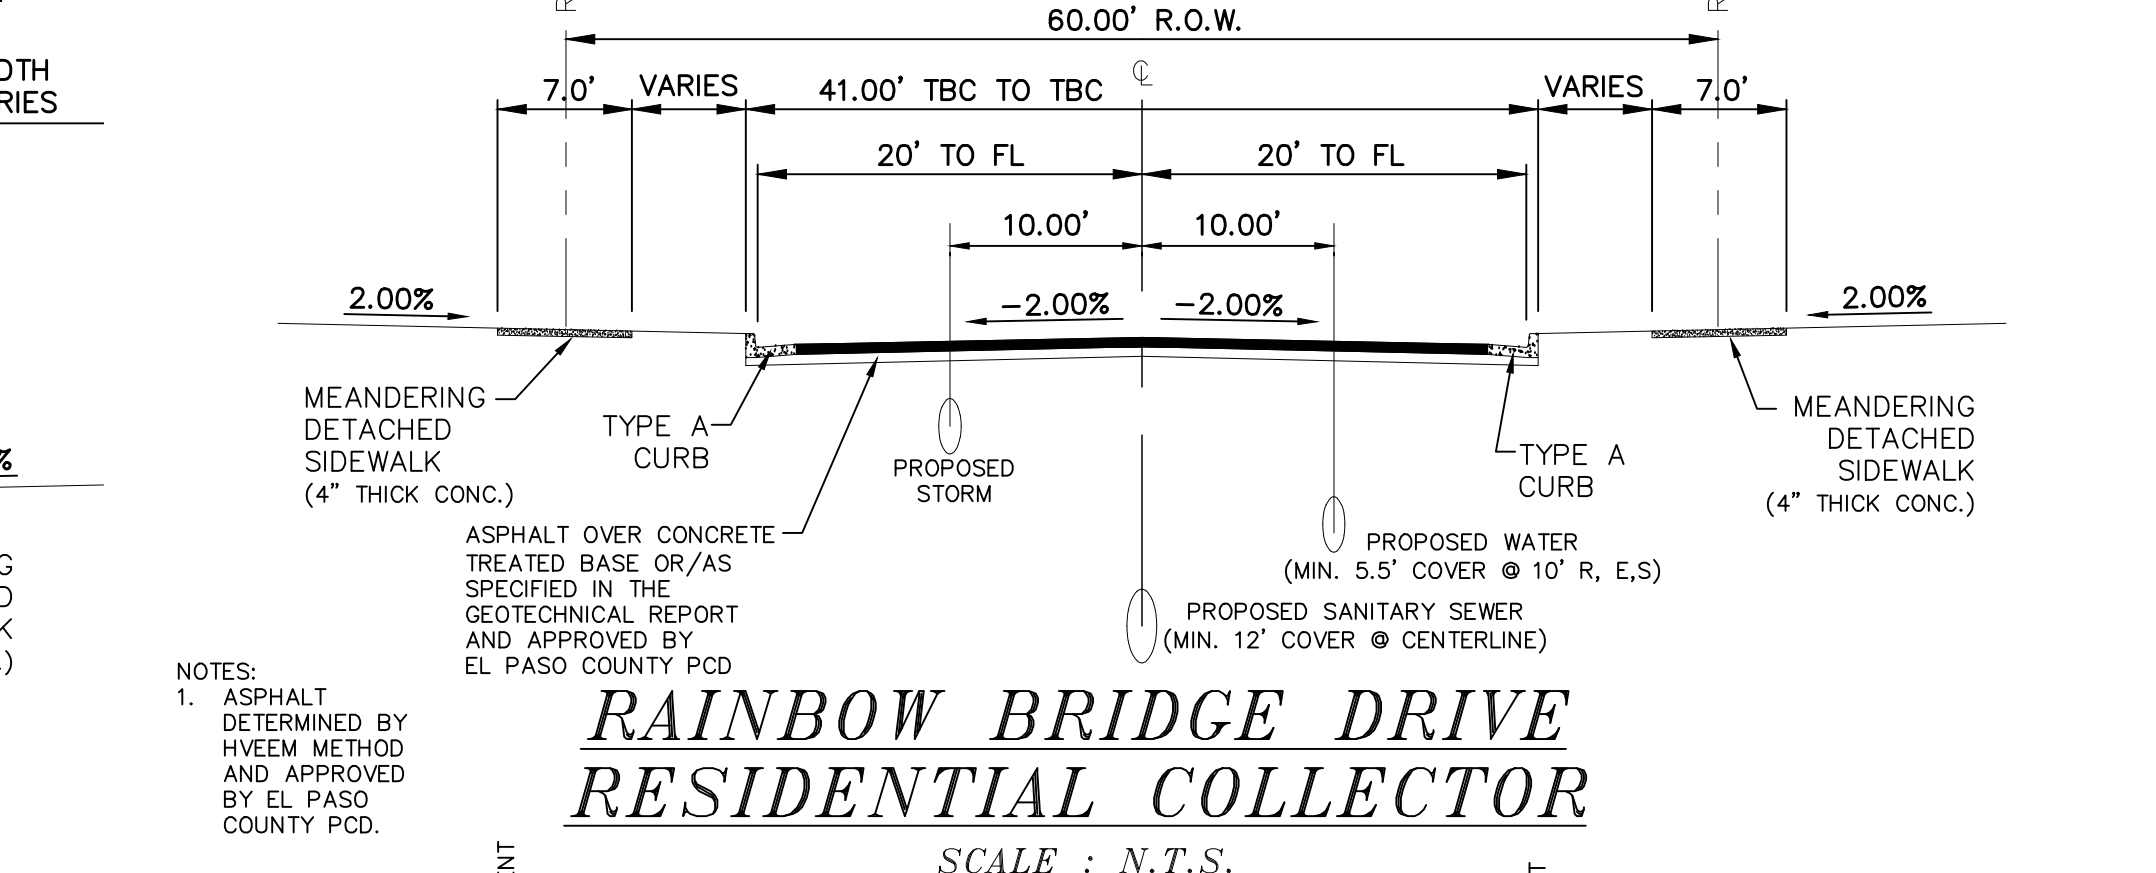 60.00' R.O.W.
DTH
RIES
7.0'
VARIES
41.00' TBC TO TBC
℄
VARIES
7.0'
20' TO FL
20' TO FL
10.00'
10.00'
2.00%
-2.00%
-2.00%
2.00%
MEANDERING
DETACHED
SIDEWALK
(4" THICK CONC.)
TYPE A
CURB
PROPOSED
STORM
TYPE A
CURB
MEANDERING
DETACHED
SIDEWALK
(4" THICK CONC.)
%
ASPHALT OVER CONCRETE
TREATED BASE OR/AS
SPECIFIED IN THE
GEOTECHNICAL REPORT
AND APPROVED BY
EL PASO COUNTY PCD
PROPOSED WATER
(MIN. 5.5' COVER @ 10' R, E,S)
PROPOSED SANITARY SEWER
(MIN. 12' COVER @ CENTERLINE)
G
D
K
.)
NOTES:
1. ASPHALT
DETERMINED BY
HVEEM METHOD
AND APPROVED
BY EL PASO
COUNTY PCD.
RAINBOW BRIDGE DRIVE
RESIDENTIAL COLLECTOR
SCALE : N.T.S.
ENT
T